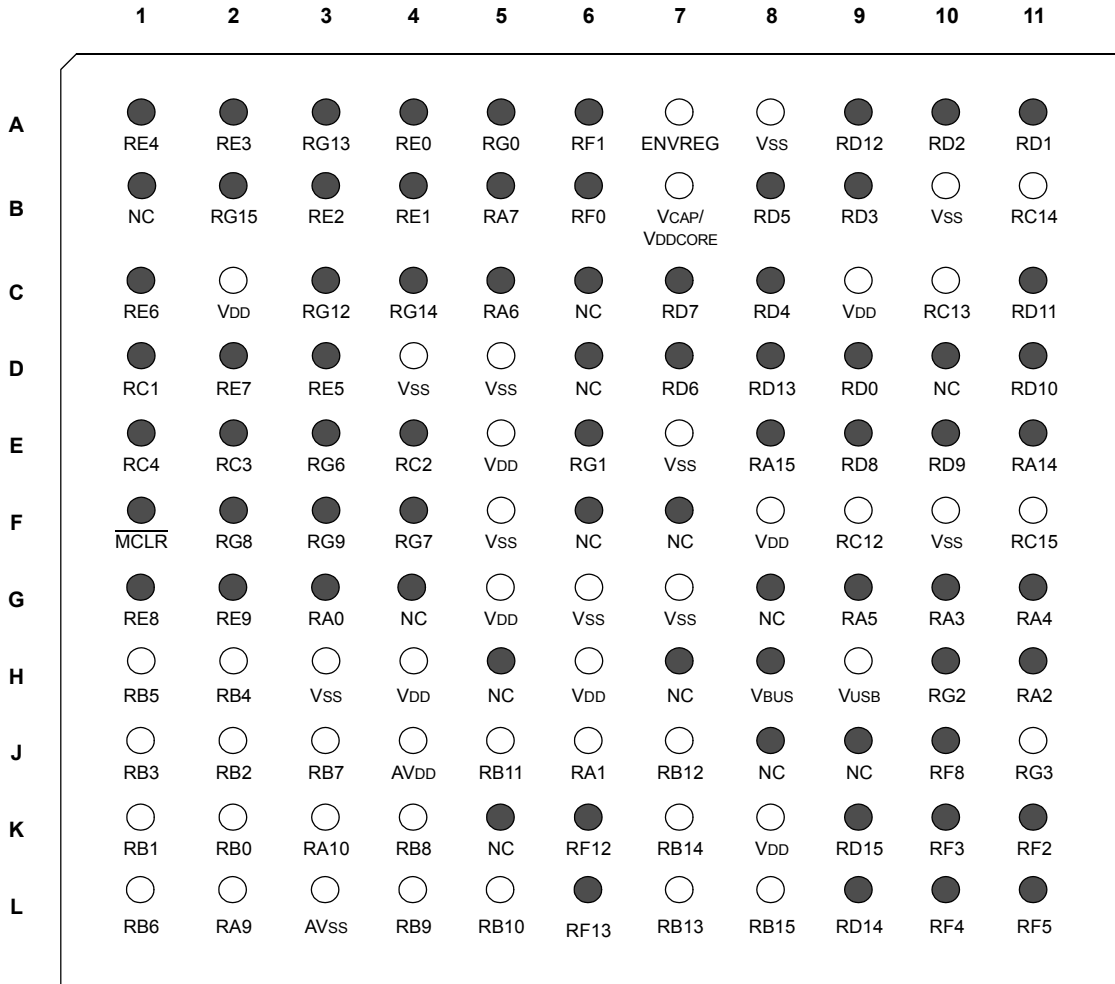 1 2 3 4 5 6 7 8 9 10 11
A
RE4 RE3 RG13 RE0 RG0 RF1 ENVREG VSS RD12 RD2 RD1
B
NC RG15 RE2 RE1 RA7 RF0 VCAP/ RD5 RD3 VSS RC14
VDDCORE
C
RE6 VDD RG12 RG14 RA6 NC RD7 RD4 VDD RC13 RD11
D
RC1 RE7 RE5 VSS VSS NC RD6 RD13 RD0 NC RD10
E
RC4 RC3 RG6 RC2 VDD RG1 VSS RA15 RD8 RD9 RA14
F
MCLR RG8 RG9 RG7 VSS NC NC VDD RC12 VSS RC15
G
RE8 RE9 RA0 NC VDD VSS VSS NC RA5 RA3 RA4
H
RB5 RB4 VSS VDD NC VDD NC VBUS VUSB RG2 RA2
J
RB3 RB2 RB7 AVDD RB11 RA1 RB12 NC NC RF8 RG3
K
RB1 RB0 RA10 RB8 NC RF12 RB14 VDD RD15 RF3 RF2
L
RB6 RA9 AVSS RB9 RB10 RF13 RB13 RB15 RD14 RF4 RF5